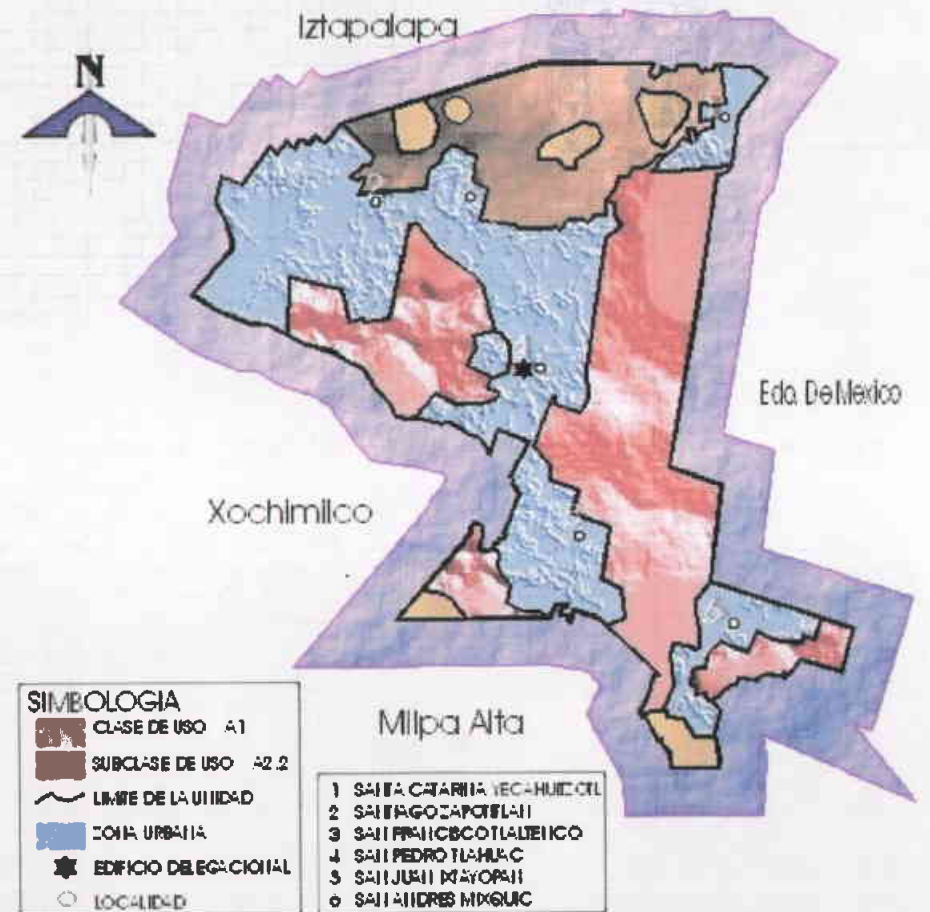 Iztapalapa
N
Edo. De Mexico
Xochimilco
Milpa Alta
SIMBOLOGIA
CLASE DE USO A1
SUBCLASE DE USO A2.2
LIMITE DE LA UNIDAD
ZONA URBANA
EDIFICIO DELEGACIONAL
LOCALIDAD
1 SANTA CATARINA YECAHUIZOTL
2 SANTIAGO ZAPOTITLAN
3 SAN FRANCISCO TLALTENCO
4 SAN PEDRO TLAHUAC
5 SAN JUAN IXTAYOPAN
6 SAN ANDRES MIXQUIC